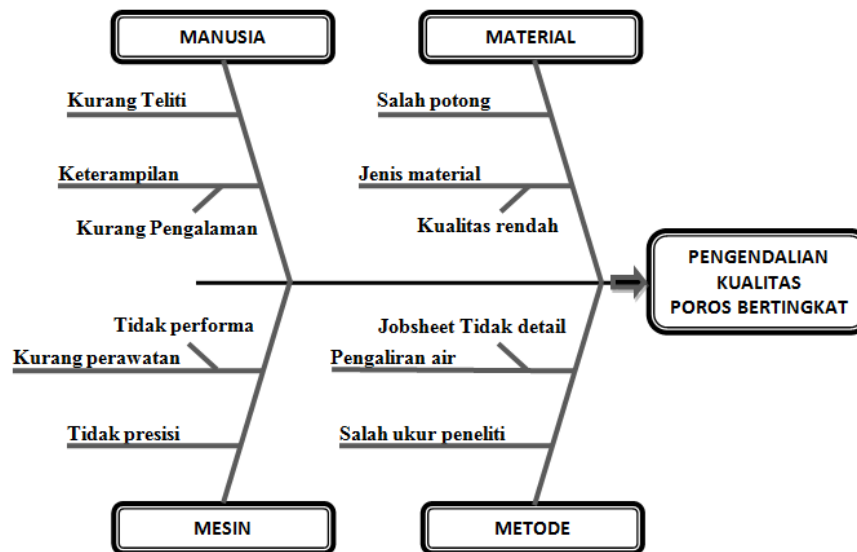 MANUSIA
MATERIAL
Kurang Teliti
Salah potong
Keterampilan
Jenis material
Kurang Pengalaman
Kualitas rendah
PENGENDALIAN
KUALITAS
POROS BERTINGKAT
Tidak performa
Jobsheet Tidak detail
Kurang perawatan
Pengaliran air
Tidak presisi
Salah ukur peneliti
MESIN
METODE